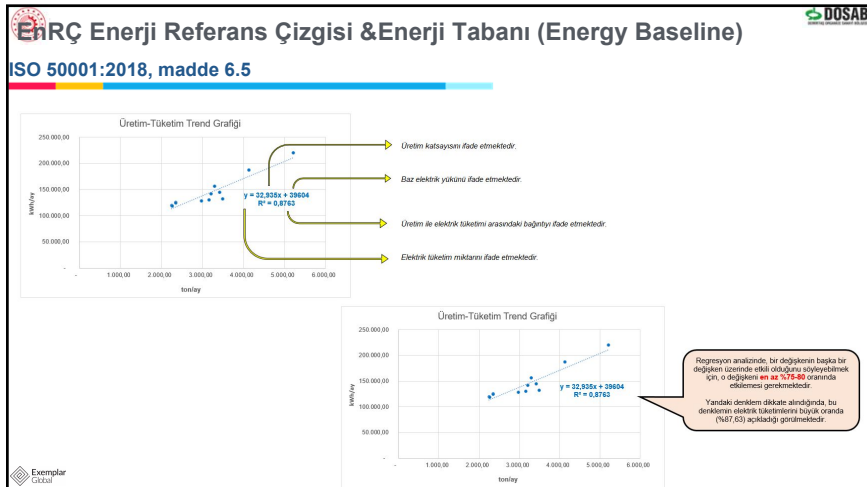 EnRÇ Enerji Referans Çizgisi &Enerji Tabanı (Energy Baseline)
DOSAB
ISO 50001:2018, madde 6.5
Üretim-Tüketim Trend Grafiği
250.000,00
200.000,00
150.000,00
100.000,00
50.000,00
-
kWh/ay
y = 32,935x + 39604
R² = 0,8763
-
1.000,00
2.000,00
3.000,00
4.000,00
5.000,00
6.000,00
ton/ay
Üretim katsayısını ifade etmektedir.
Baz elektrik yükünü ifade etmektedir.
Üretim ile elektrik tüketimi arasındaki bağıntıyı ifade etmektedir.
Elektrik tüketim miktarını ifade etmektedir.
Üretim-Tüketim Trend Grafiği
250.000,00
200.000,00
150.000,00
100.000,00
50.000,00
-
kWh/ay
y = 32,935x + 39604
R² = 0,8763
-
1.000,00
2.000,00
3.000,00
4.000,00
5.000,00
6.000,00
ton/ay
Regresyon analizinde, bir değişkenin başka bir
değişken üzerinde etkili olduğunu söyleyebilmek
için, o değişkeni en az %75-80 oranında
etkilemesi gerekmektedir.
Yandaki denklem dikkate alındığında, bu
denklemin elektrik tüketimlerini büyük oranda
(%87,63) açıkladığı görülmektedir.
Exemplar
Global